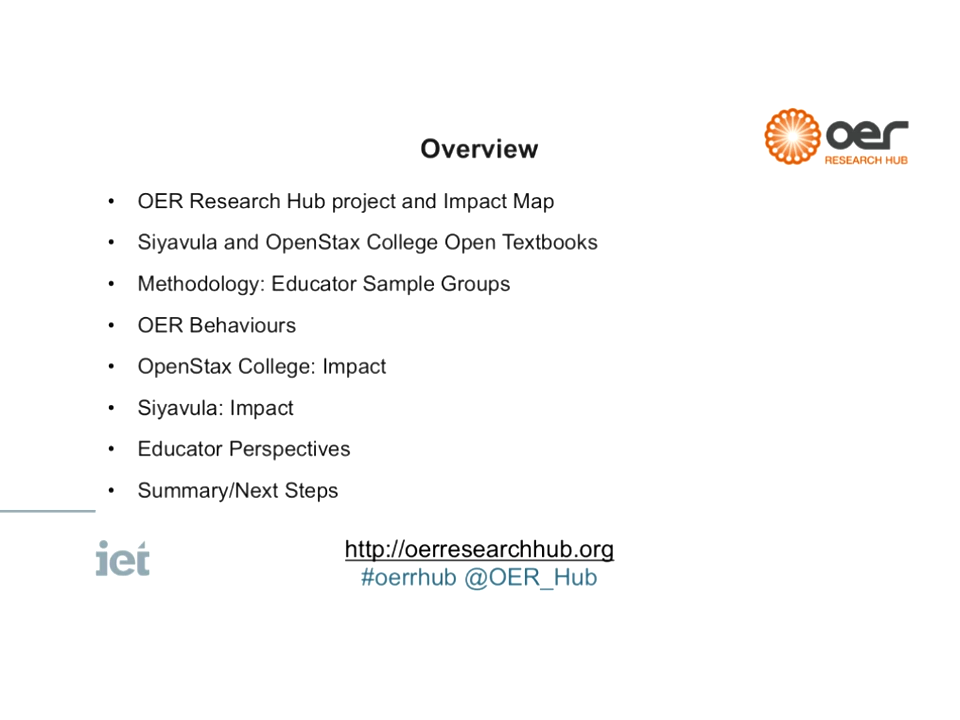 Overview
oer
RESEARCH HUB
• OER Research Hub project and Impact Map
• Siyavula and OpenStax College Open Textbooks
• Methodology: Educator Sample Groups
• OER Behaviours
• OpenStax College: Impact
• Siyavula: Impact
• Educator Perspectives
• Summary/Next Steps
iet
http://oerresearchhub.org
#oerrhub @OER_Hub